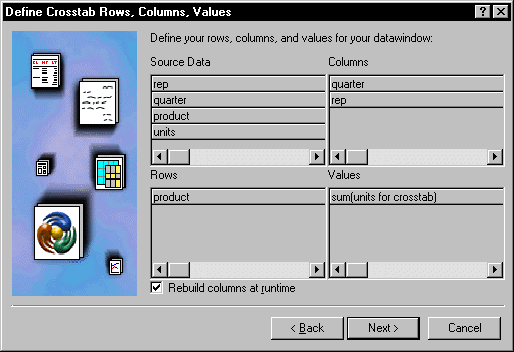 Define Crosstab Rows, Columns, Values
Define your rows, columns, and values for your datawindow:
Source Data
Columns
rep
quarter
product
units
quarter
rep
Rows
Values
product
sum(units for crosstab)
Rebuild columns at runtime
< Back
Next >
Cancel